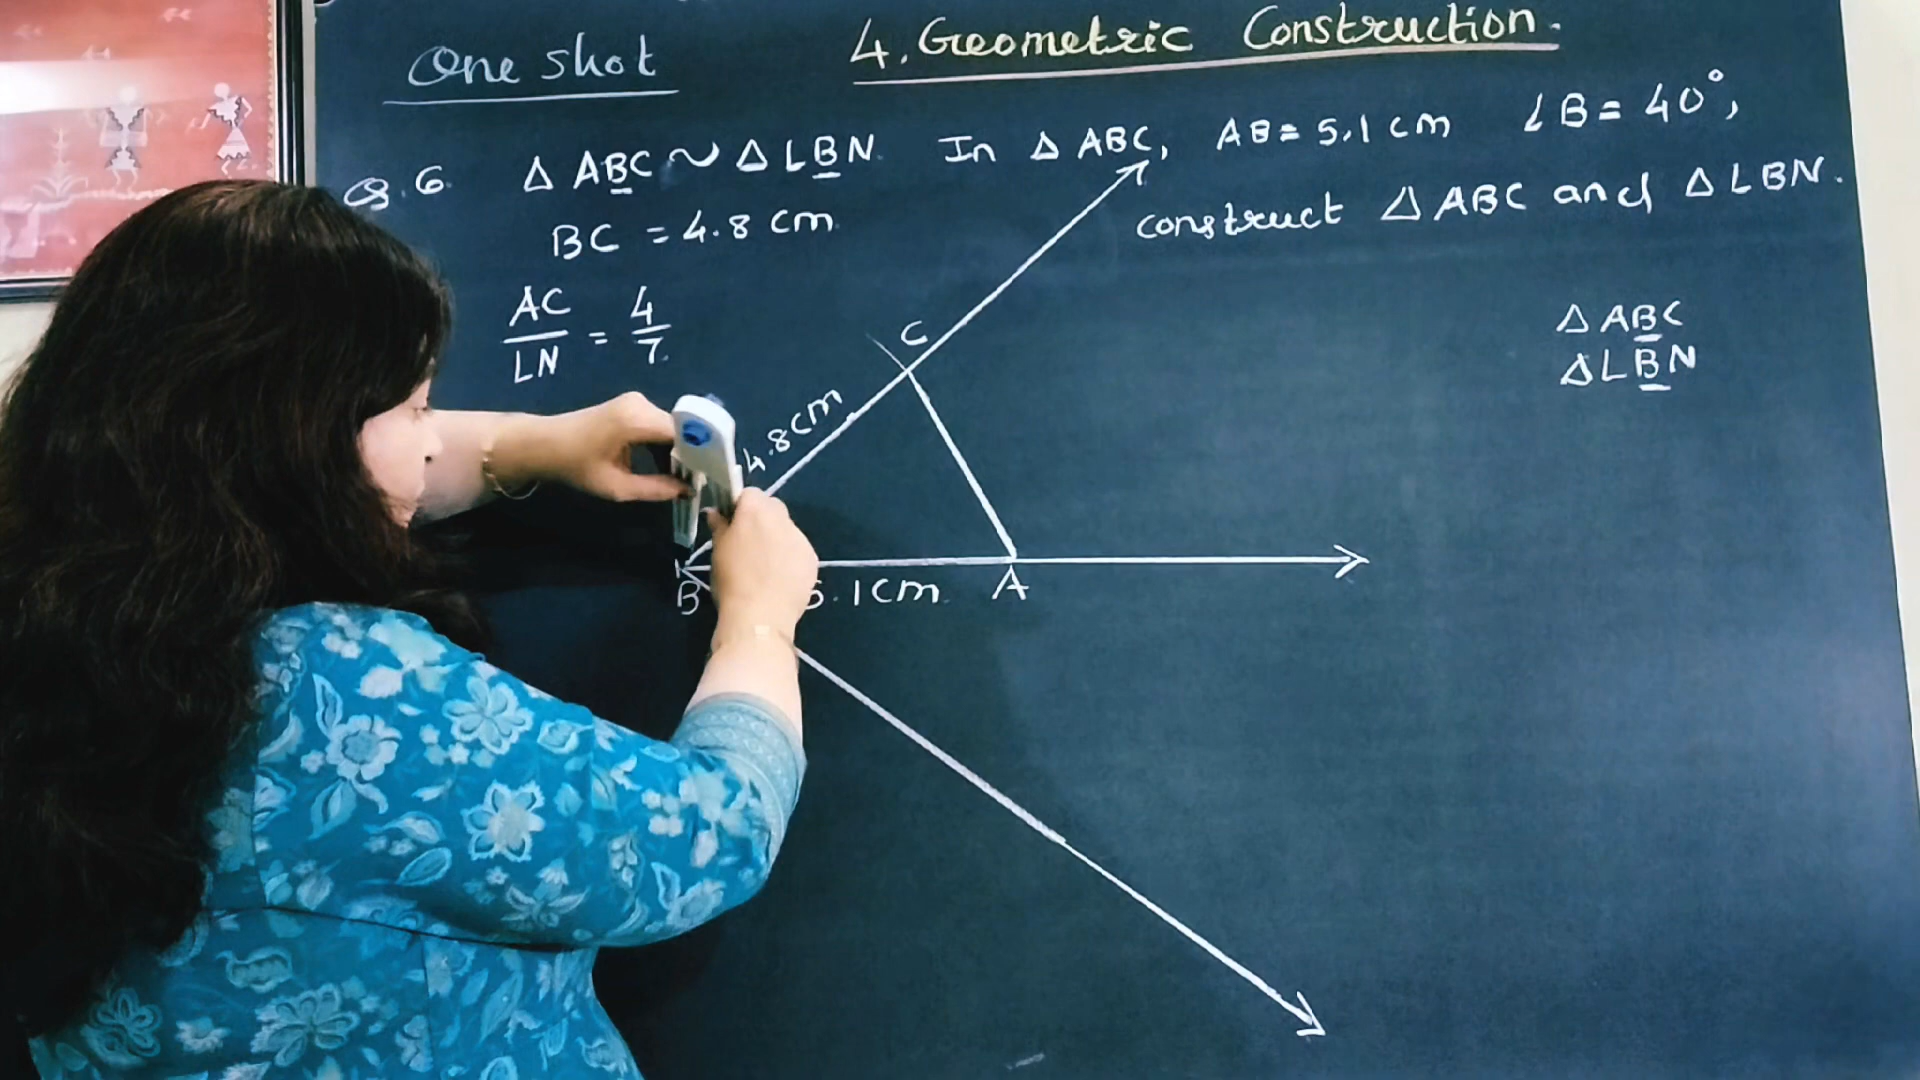 One shot
4. Geometric Construction.
Q.6. △ ABC ~ △ LBN. In △ ABC, AB = 5.1 cm ∠B = 40°,
BC = 4.8 cm.
construct △ ABC and △ LBN.
AC/LN = 4/7.
△ ABC
△ LBN
C
4.8cm
B
.1cm.
A